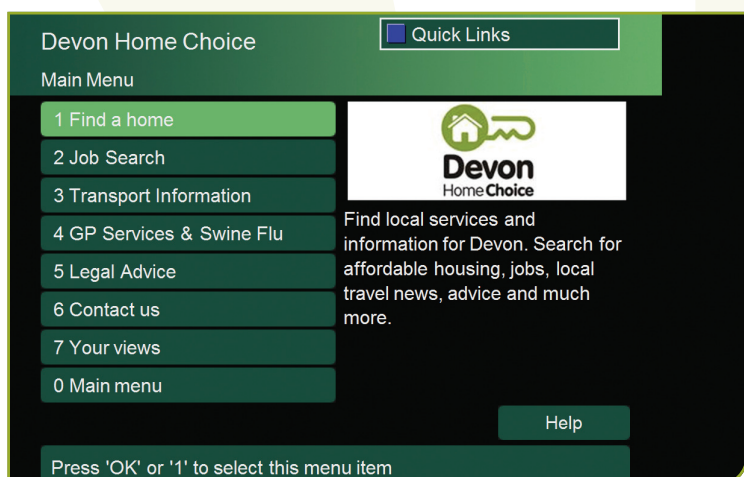 Devon Home Choice
Quick Links
Main Menu
1 Find a home
2 Job Search
3 Transport Information
4 GP Services & Swine Flu
5 Legal Advice
6 Contact us
7 Your views
0 Main menu
Devon
HomeChoice
Find local services and
information for Devon. Search for
affordable housing, jobs, local
travel news, advice and much
more.
Help
Press 'OK' or '1' to select this menu item